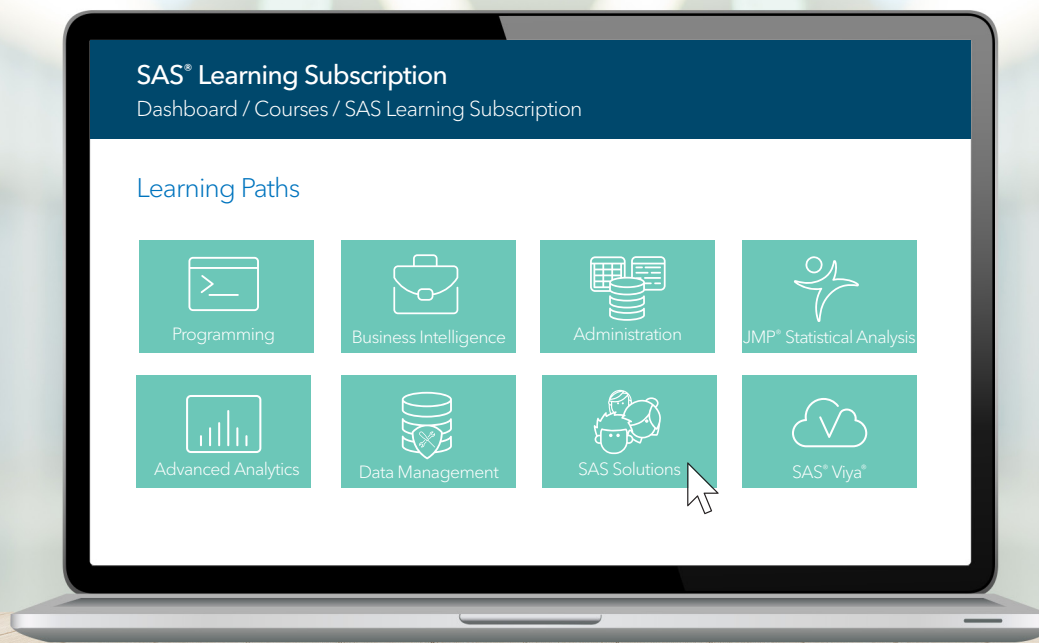 SAS® Learning Subscription
Dashboard / Courses / SAS Learning Subscription
Learning Paths
Programming
Business Intelligence
Administration
JMP® Statistical Analysis
Advanced Analytics
Data Management
SAS Solutions
SAS® Viya®